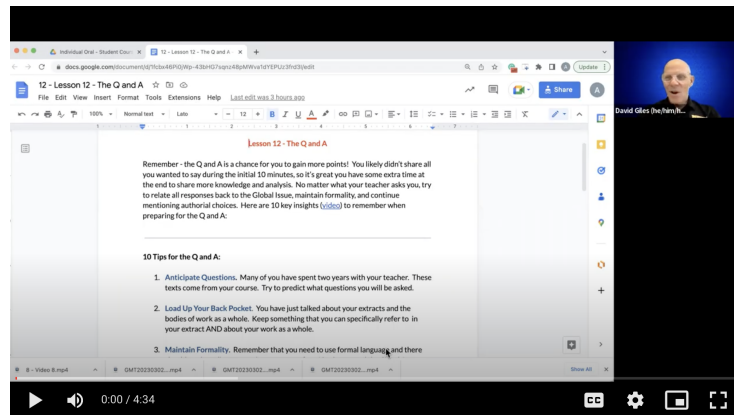 Individual Oral - Student Cour
12 - Lesson 12 - The Q and A -
Update
12 - Lesson 12 - The Q and A
File Edit View Insert Format Tools Extensions Help Last edit was 3 hours ago
Share
A
100% Normal text Lato 12 B I U A
Lesson 12 - The Q and A
Remember - the Q and A is a chance for you to gain more points! You likely didn't share all
you wanted to say during the initial 10 minutes, so it's great you have some extra time at
the end to share more knowledge and analysis. No matter what your teacher asks you, try
to relate all responses back to the Global Issue, maintain formality, and continue
mentioning authorial choices. Here are 10 key insights (video) to remember when
preparing for the Q and A:
10 Tips for the Q and A:
1. Anticipate Questions. Many of you have spent two years with your teacher. These
texts come from your course. Try to predict what questions you will be asked.
2. Load Up Your Back Pocket. You have just talked about your extracts and the
bodies of work as a whole. Keep something that you can specifically refer to in
your extract AND about your work as a whole.
3. Maintain Formality. Remember that you need to use formal language and there
David Giles (he/him/h...
8 - Video 8.mp4
GMT20230302....mp4
GMT20230302....mp4
GMT20230302....mp4
Show All
0:00 / 4:34
CC